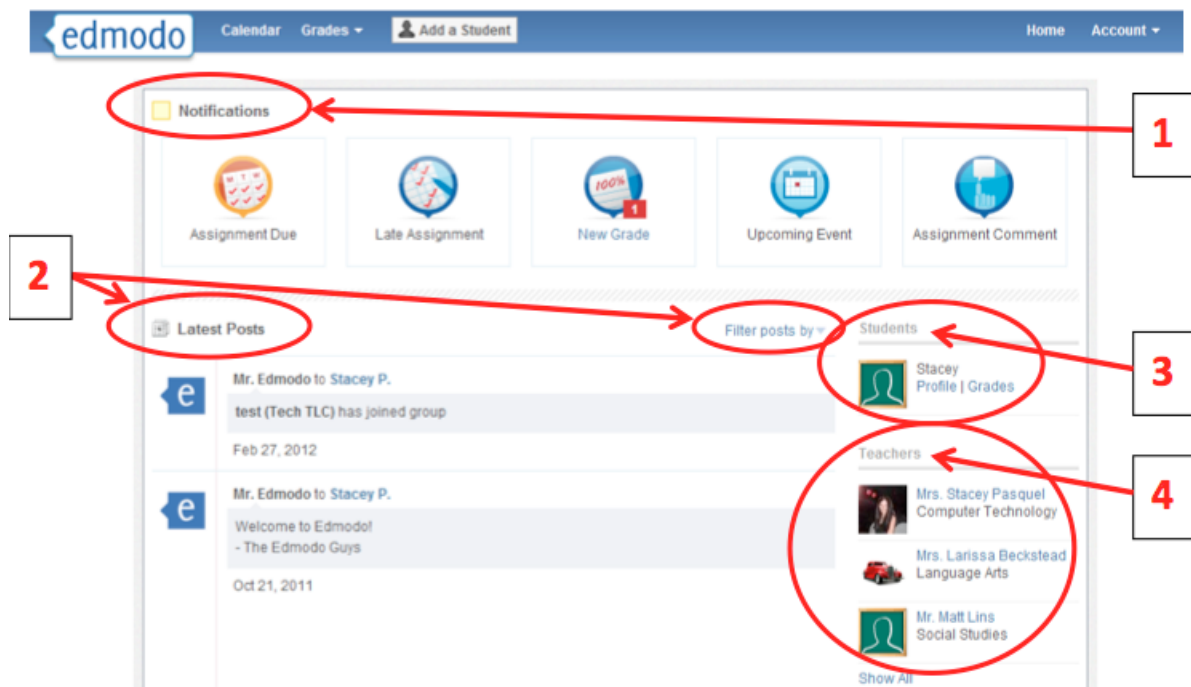 edmodo Calendar Grades Add a Student Home Account
Notifications
1
100%
1
Assignment Due Late Assignment New Grade Upcoming Event Assignment Comment
2
Latest Posts Filter posts by
Students
3
Stacey
Profile | Grades
e
Mr. Edmodo to Stacey P.
test (Tech TLC) has joined group
Feb 27, 2012
Teachers
4
e
Mr. Edmodo to Stacey P.
Welcome to Edmodo!
- The Edmodo Guys
Oct 21, 2011
Mrs. Stacey Pasquel
Computer Technology
Mrs. Larissa Beckstead
Language Arts
Mr. Matt Lins
Social Studies
Show All